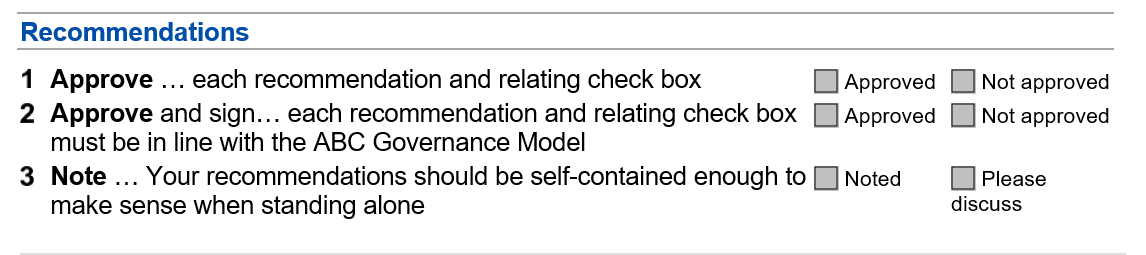 Recommendations
1 Approve … each recommendation and relating check box Approved Not approved
2 Approve and sign… each recommendation and relating check box Approved Not approved
must be in line with the ABC Governance Model
3 Note … Your recommendations should be self-contained enough to Noted Please
make sense when standing alone discuss